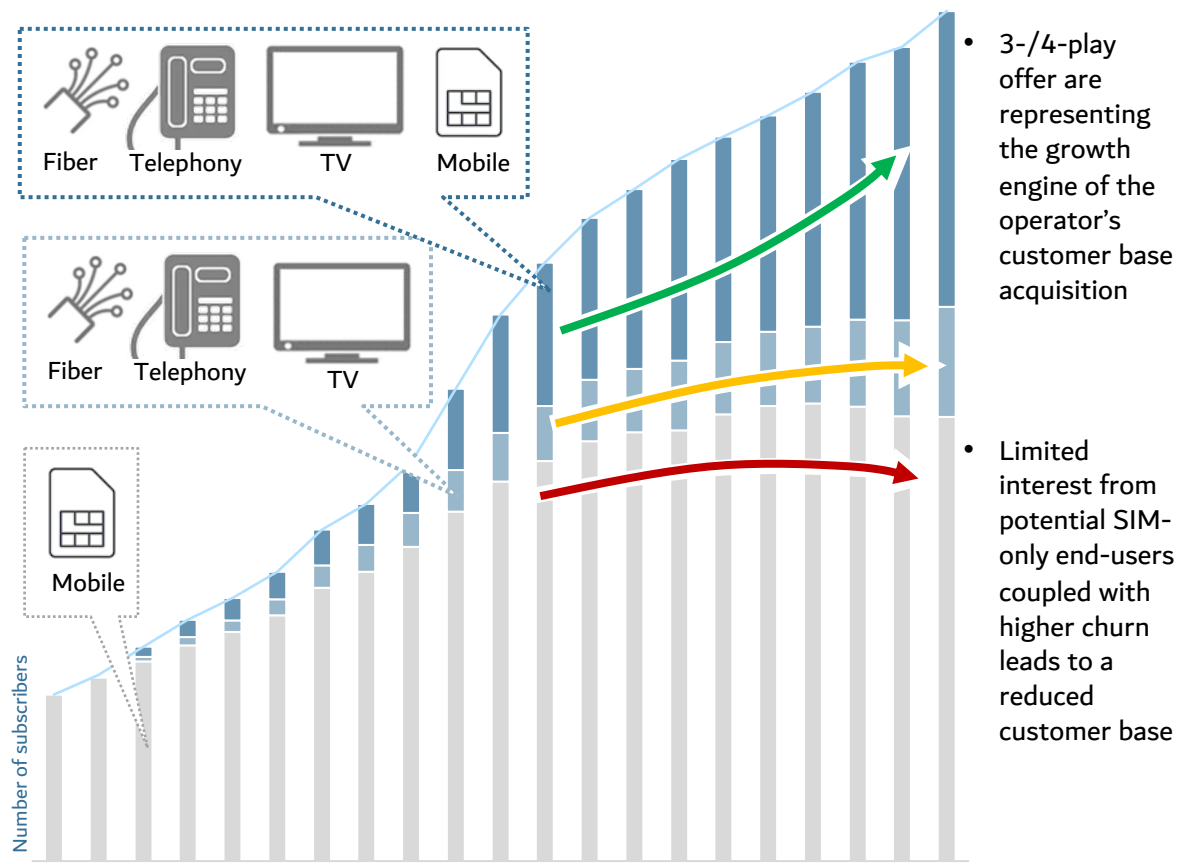 Fiber
Telephony
TV
Mobile
Fiber
Telephony
TV
Mobile
Number of subscribers
• 3-/4-play
offer are
representing
the growth
engine of the
operator’s
customer base
acquisition
• Limited
interest from
potential SIM-
only end-users
coupled with
higher churn
leads to a
reduced
customer base